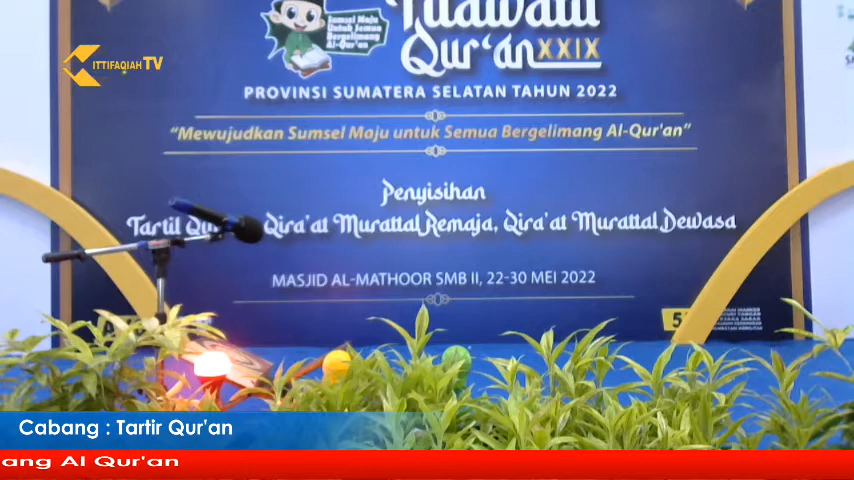 ITTIFAQIAH TV
Sumsel Maju
Untuk Semua
Bergelimang
Al-Qur'an
Tilawatil
Qur'an XXIX
PROVINSI SUMATERA SELATAN TAHUN 2022
“Mewujudkan Sumsel Maju untuk Semua Bergelimang Al-Qur'an”
Penyisihan
Tartil Qira'at Murattal Remaja, Qira'at Murattal Dewasa
MASJID AL-MATHOOR SMB II, 22-30 MEI 2022
Cabang : Tartir Qur'an
ang Al Qur'an